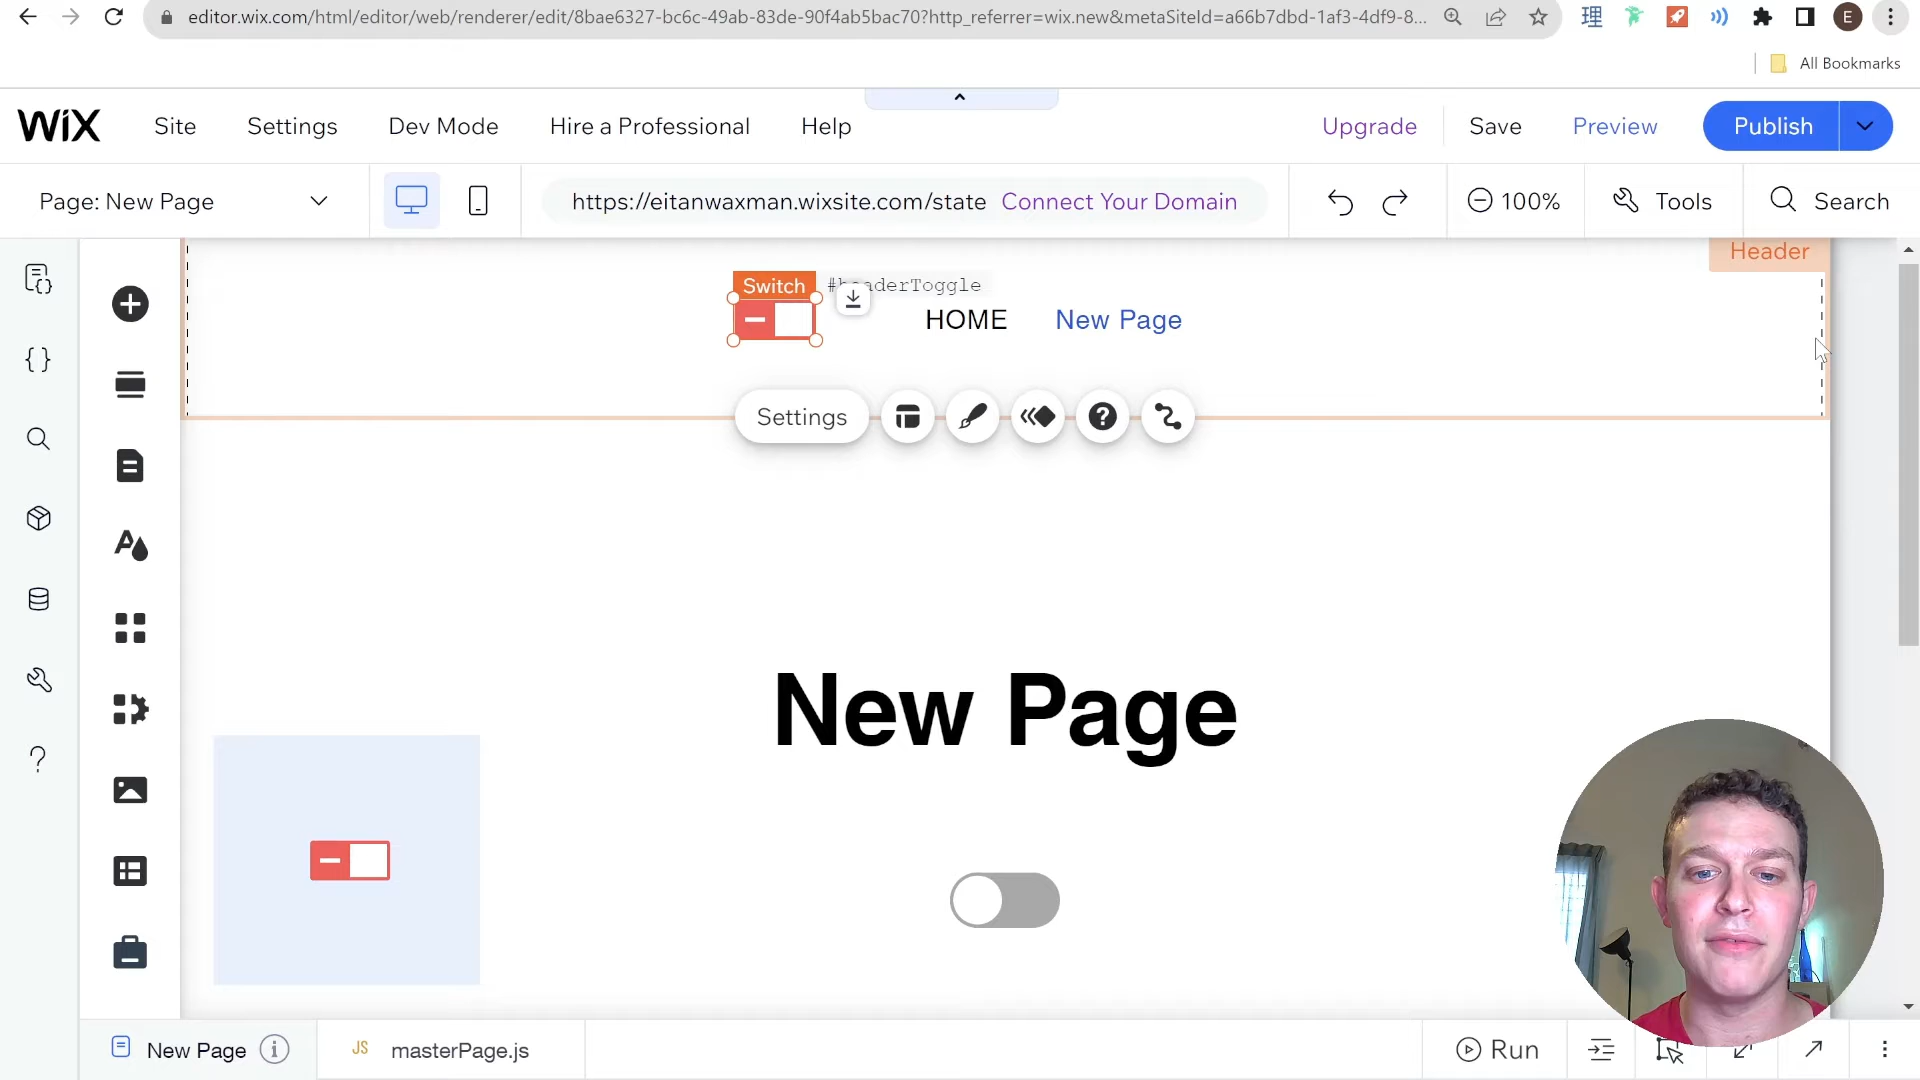 editor.wix.com/html/editor/web/renderer/edit/8bae6327-bc6c-49ab-83de-90f4ab5bac70?http_referrer=wix.new&metaSiteId=a66b7dbd-1af3-4df9-8...
理
E
All Bookmarks
WiX
Site
Settings
Dev Mode
Hire a Professional
Help
Upgrade
Save
Preview
Publish
Page: New Page
https://eitanwaxman.wixsite.com/state
Connect Your Domain
100%
Tools
Search
Header
Switch
HOME
New Page
Settings
New Page
New Page
JS
masterPage.js
Run